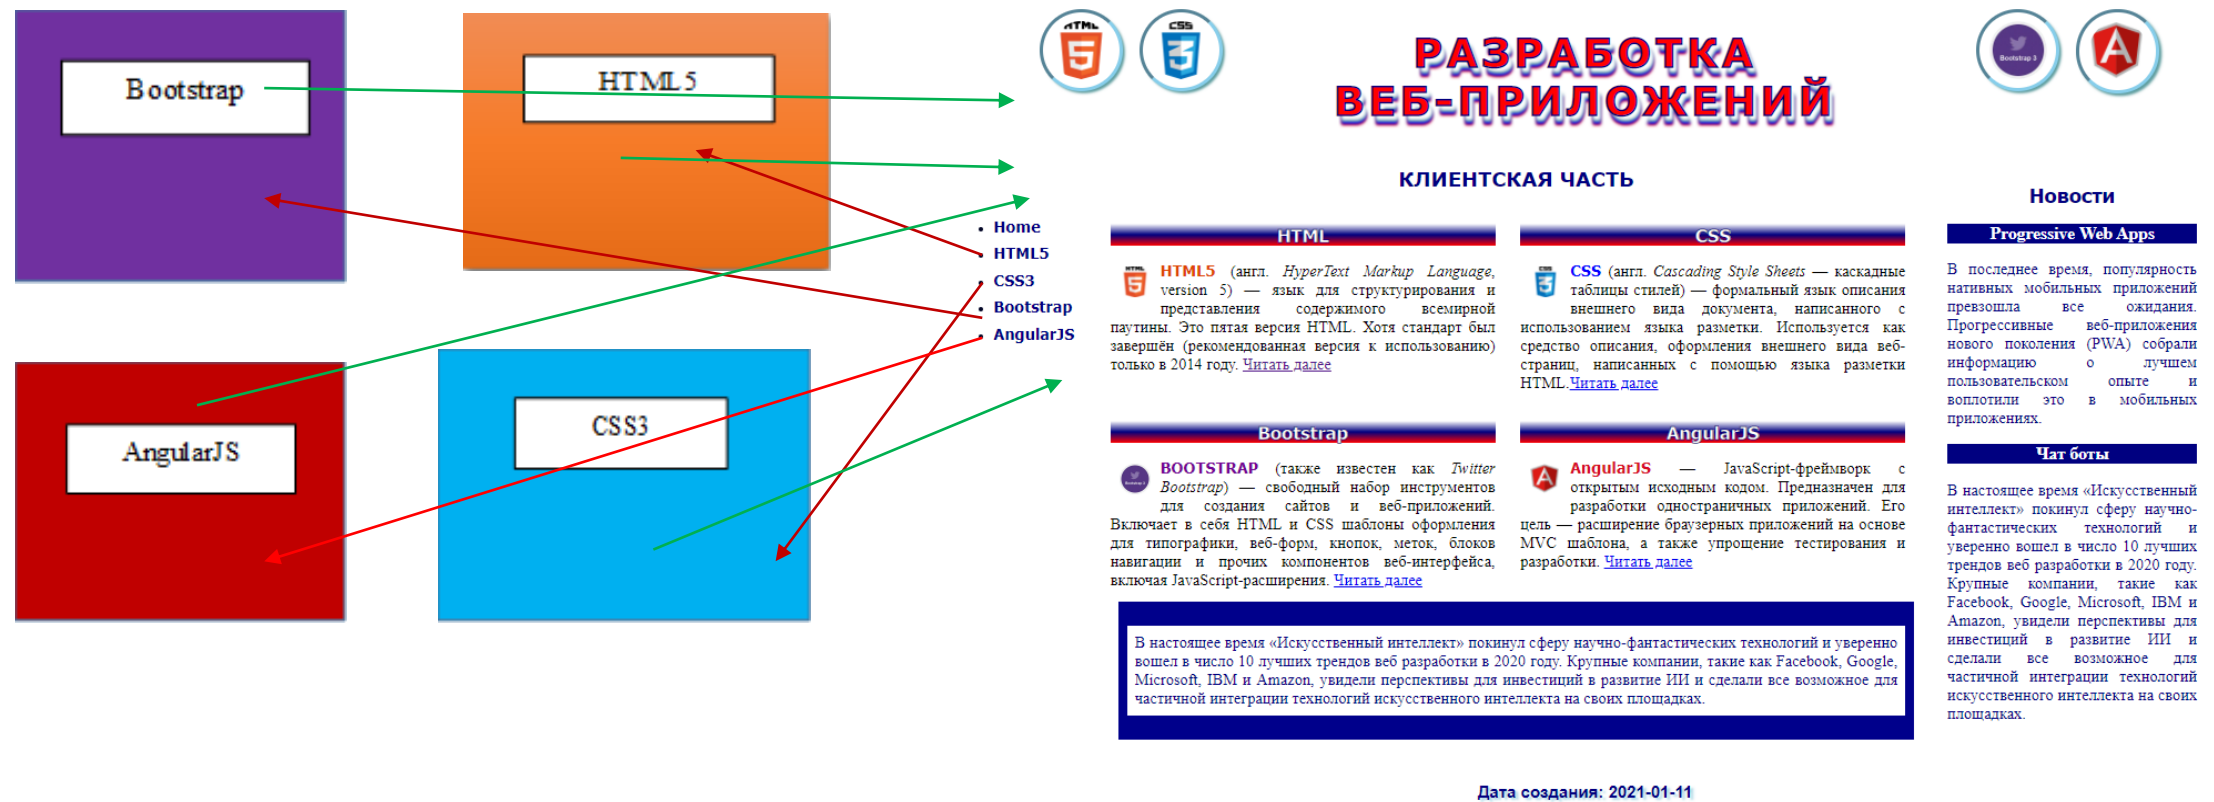 Bootstrap
HTML5
AngularJS
CSS3
HTML
5
CSS
3
РАЗРАБОТКА
ВЕБ-ПРИЛОЖЕНИЙ
Bootstrap 3
A
КЛИЕНТСКАЯ ЧАСТЬ
Home
HTML5
CSS3
Bootstrap
AngularJS
HTML
HTML5 (англ. HyperText Markup Language,
version 5) — язык для структурирования и
представления содержимого всемирной
паутины. Это пятая версия HTML. Хотя стандарт был
завершён (рекомендованная версия к использованию)
только в 2014 году. Читать далее
CSS
CSS (англ. Cascading Style Sheets — каскадные
таблицы стилей) — формальный язык описания
внешнего вида документа, написанного с
использованием языка разметки. Используется как
средство описания, оформления внешнего вида веб-
страниц, написанных с помощью языка разметки
HTML.Читать далее
Bootstrap
BOOTSTRAP (также известен как Twitter
Bootstrap) — свободный набор инструментов
для создания сайтов и веб-приложений.
Включает в себя HTML и CSS шаблоны оформления
для типографики, веб-форм, кнопок, меток, блоков
навигации и прочих компонентов веб-интерфейса,
включая JavaScript-расширения. Читать далее
AngularJS
AngularJS — JavaScript-фреймворк с
открытым исходным кодом. Предназначен для
разработки одностраничных приложений. Его
цель — расширение браузерных приложений на основе
MVC шаблона, а также упрощение тестирования и
разработки. Читать далее
В настоящее время «Искусственный интеллект» покинул сферу научно-фантастических технологий и уверенно
вошел в число 10 лучших трендов веб разработки в 2020 году. Крупные компании, такие как Facebook, Google,
Microsoft, IBM и Amazon, увидели перспективы для инвестиций в развитие ИИ и сделали все возможное для
частичной интеграции технологий искусственного интеллекта на своих площадках.
Новости
Progressive Web Apps
В последнее время, популярность
нативных мобильных приложений
превзошла все ожидания.
Прогрессивные веб-приложения
нового поколения (PWA) собрали
информацию о лучшем
пользовательском опыте и
воплотили это в мобильных
приложениях.
Чат боты
В настоящее время «Искусственный
интеллект» покинул сферу научно-
фантастических технологий и
уверенно вошел в число 10 лучших
трендов веб разработки в 2020 году.
Крупные компании, такие как
Facebook, Google, Microsoft, IBM и
Amazon, увидели перспективы для
инвестиций в развитие ИИ и
сделали все возможное для
частичной интеграции технологий
искусственного интеллекта на своих
площадках.
Дата создания: 2021-01-11